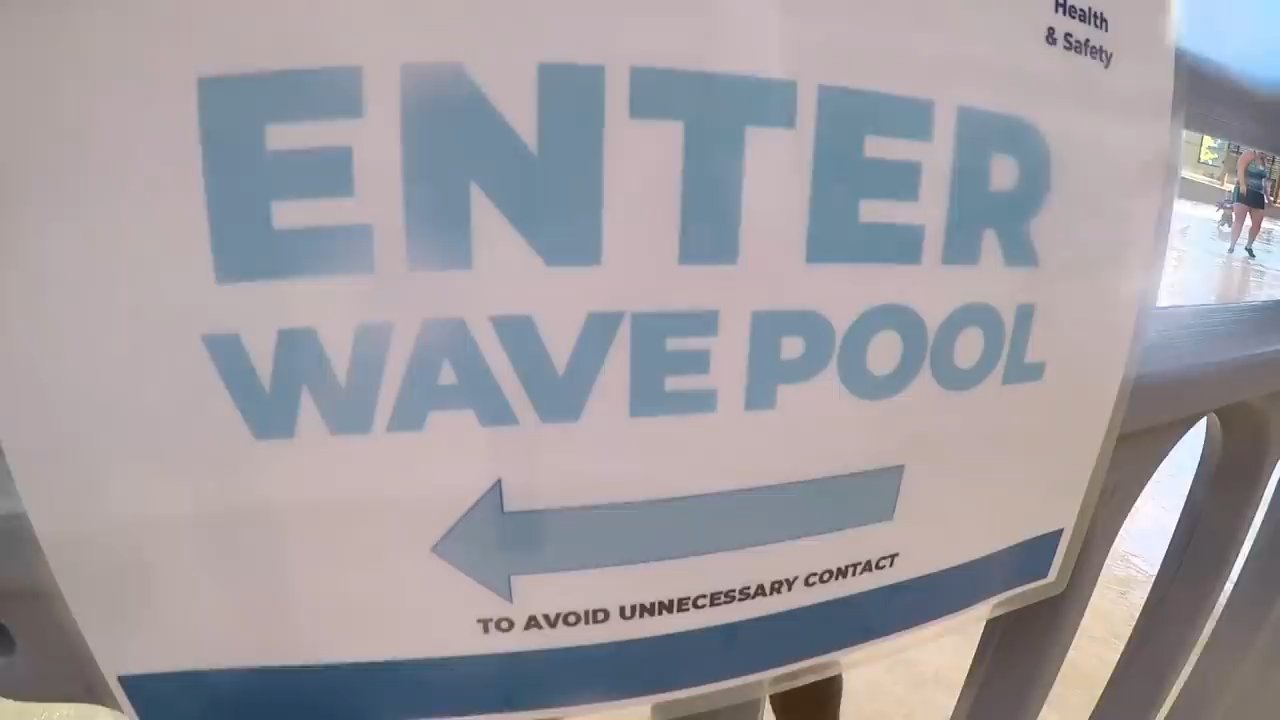 Health
& Safety
ENTER
WAVE POOL
TO AVOID UNNECESSARY CONTACT